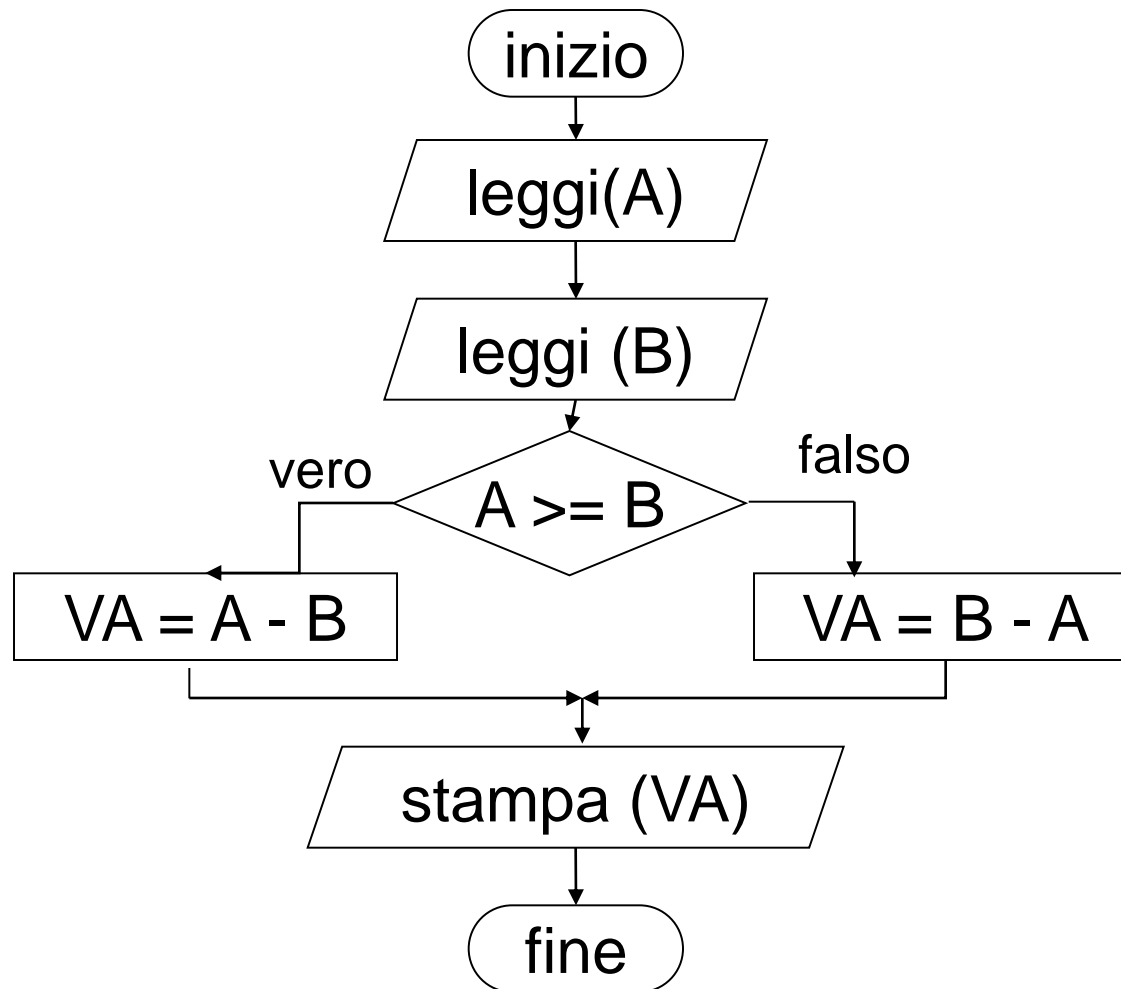 inizio
leggi(A)
leggi (B)
vero
falso
A >= B
VA = A - B
VA = B - A
stampa (VA)
fine